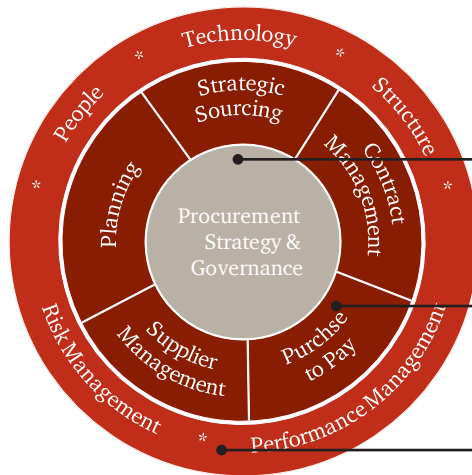 Technology
*
Structure
*
Performance Management
*
Risk Management
*
People
*
Strategic
Sourcing
Contract
Management
Purchse
to Pay
Supplier
Management
Planning
Procurement
Strategy &
Governance